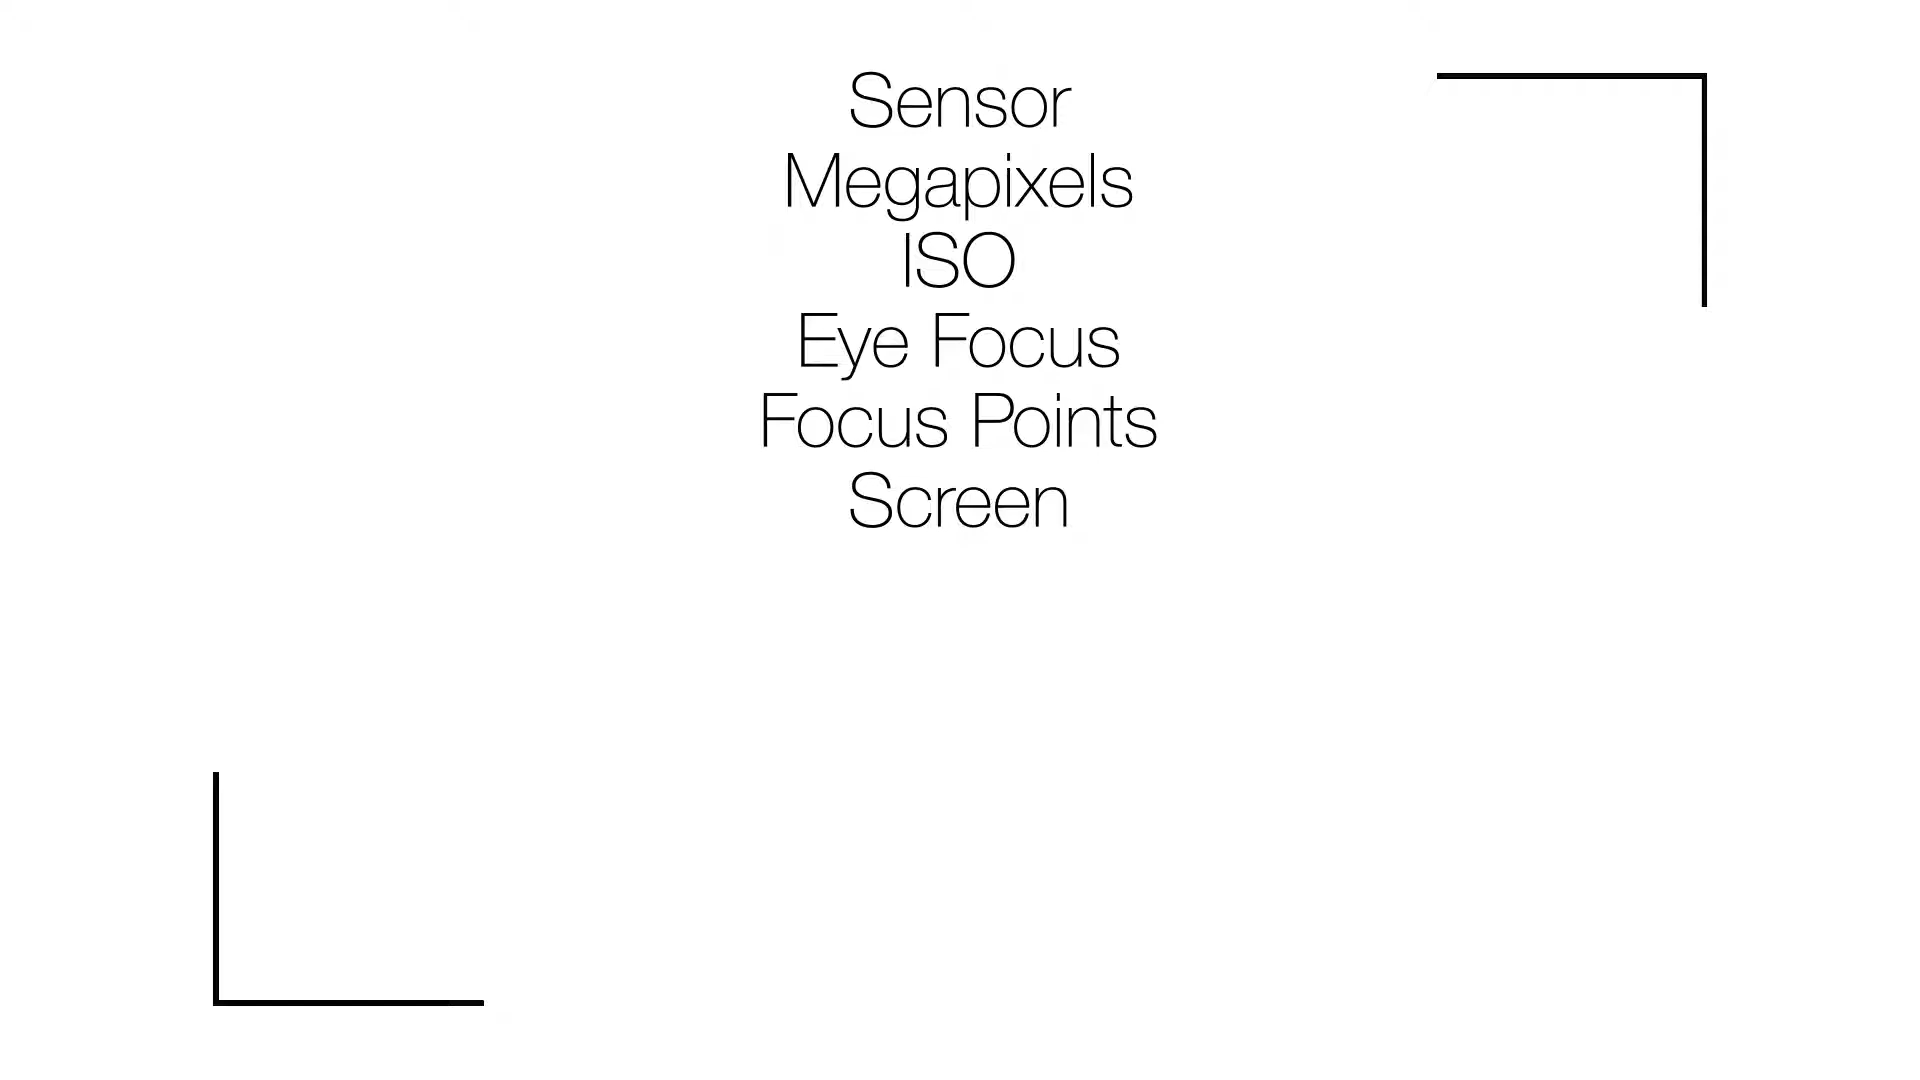 Sensor
Megapixels
ISO
Eye Focus
Focus Points
Screen